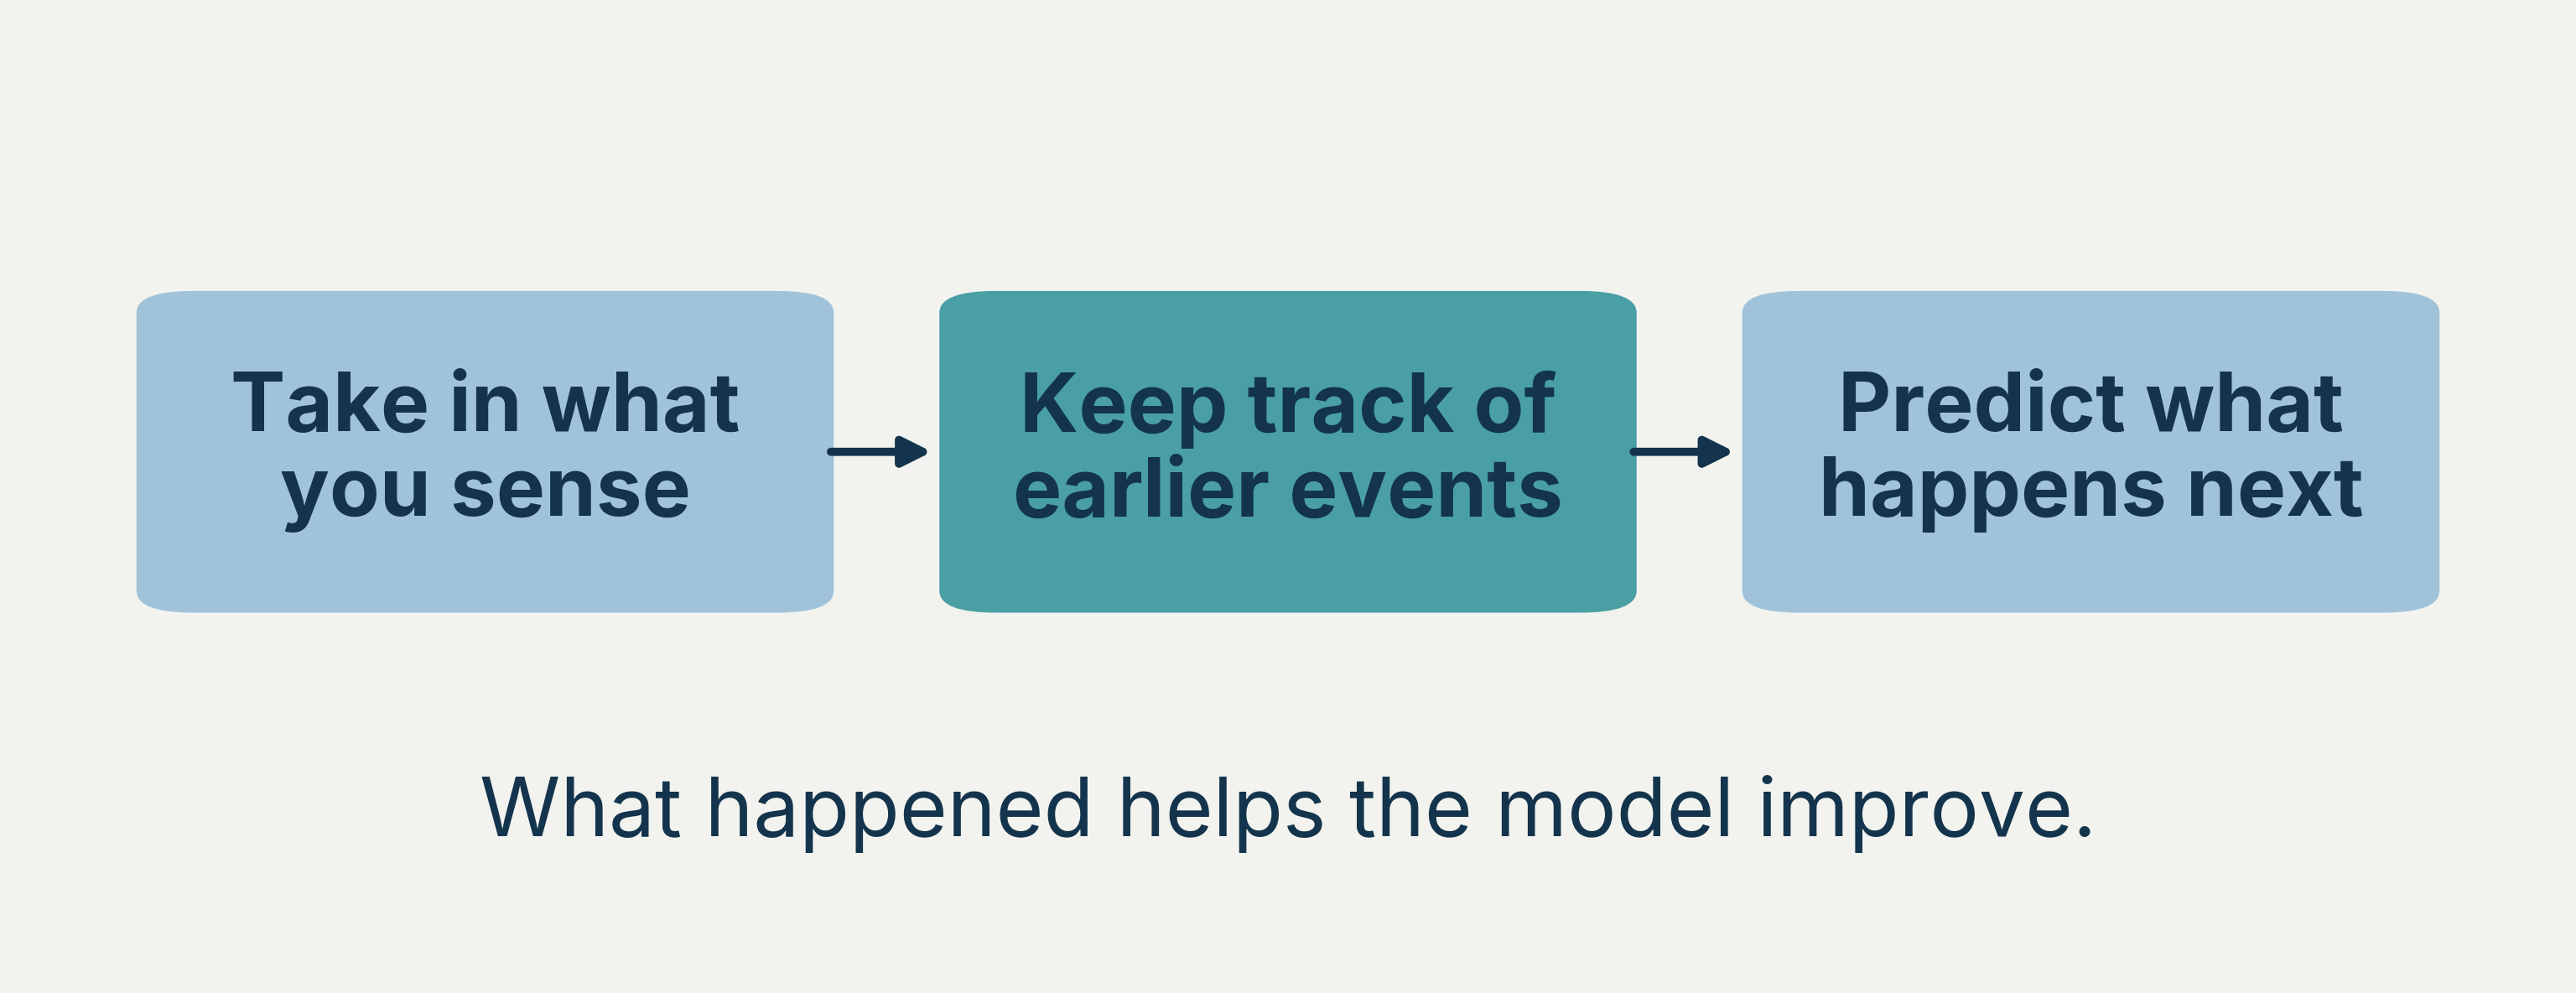 Take in what
you sense
Keep track of
earlier events
Predict what
happens next
What happened helps the model improve.